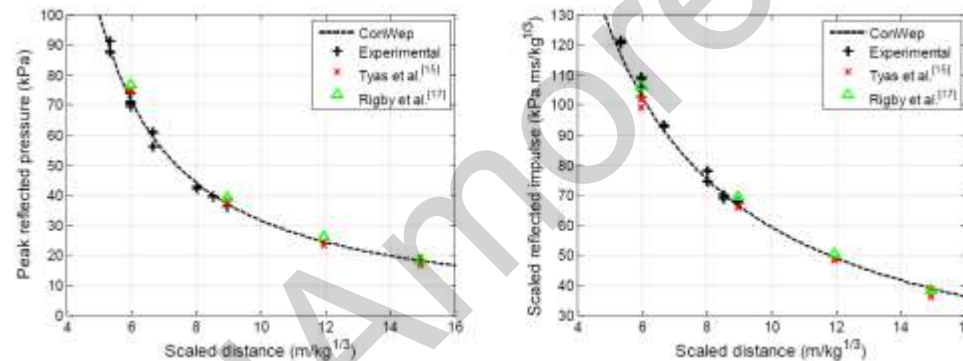 100
90
80
70
60
50
40
30
20
10
0
4 6 8 10 12 14 16
Peak reflected pressure (kPa)
Scaled distance (m/kg^1/3)
ConWep
Experimental
Tyas et al.[15]
Rigby et al.[17]
130
120
110
100
90
80
70
60
50
40
30
4 6 8 10 12 14 16
Scaled reflected impulse (kPa.ms/kg^1/3)
Scaled distance (m/kg^1/3)
ConWep
Experimental
Tyas et al.[15]
Rigby et al.[17]
Amore